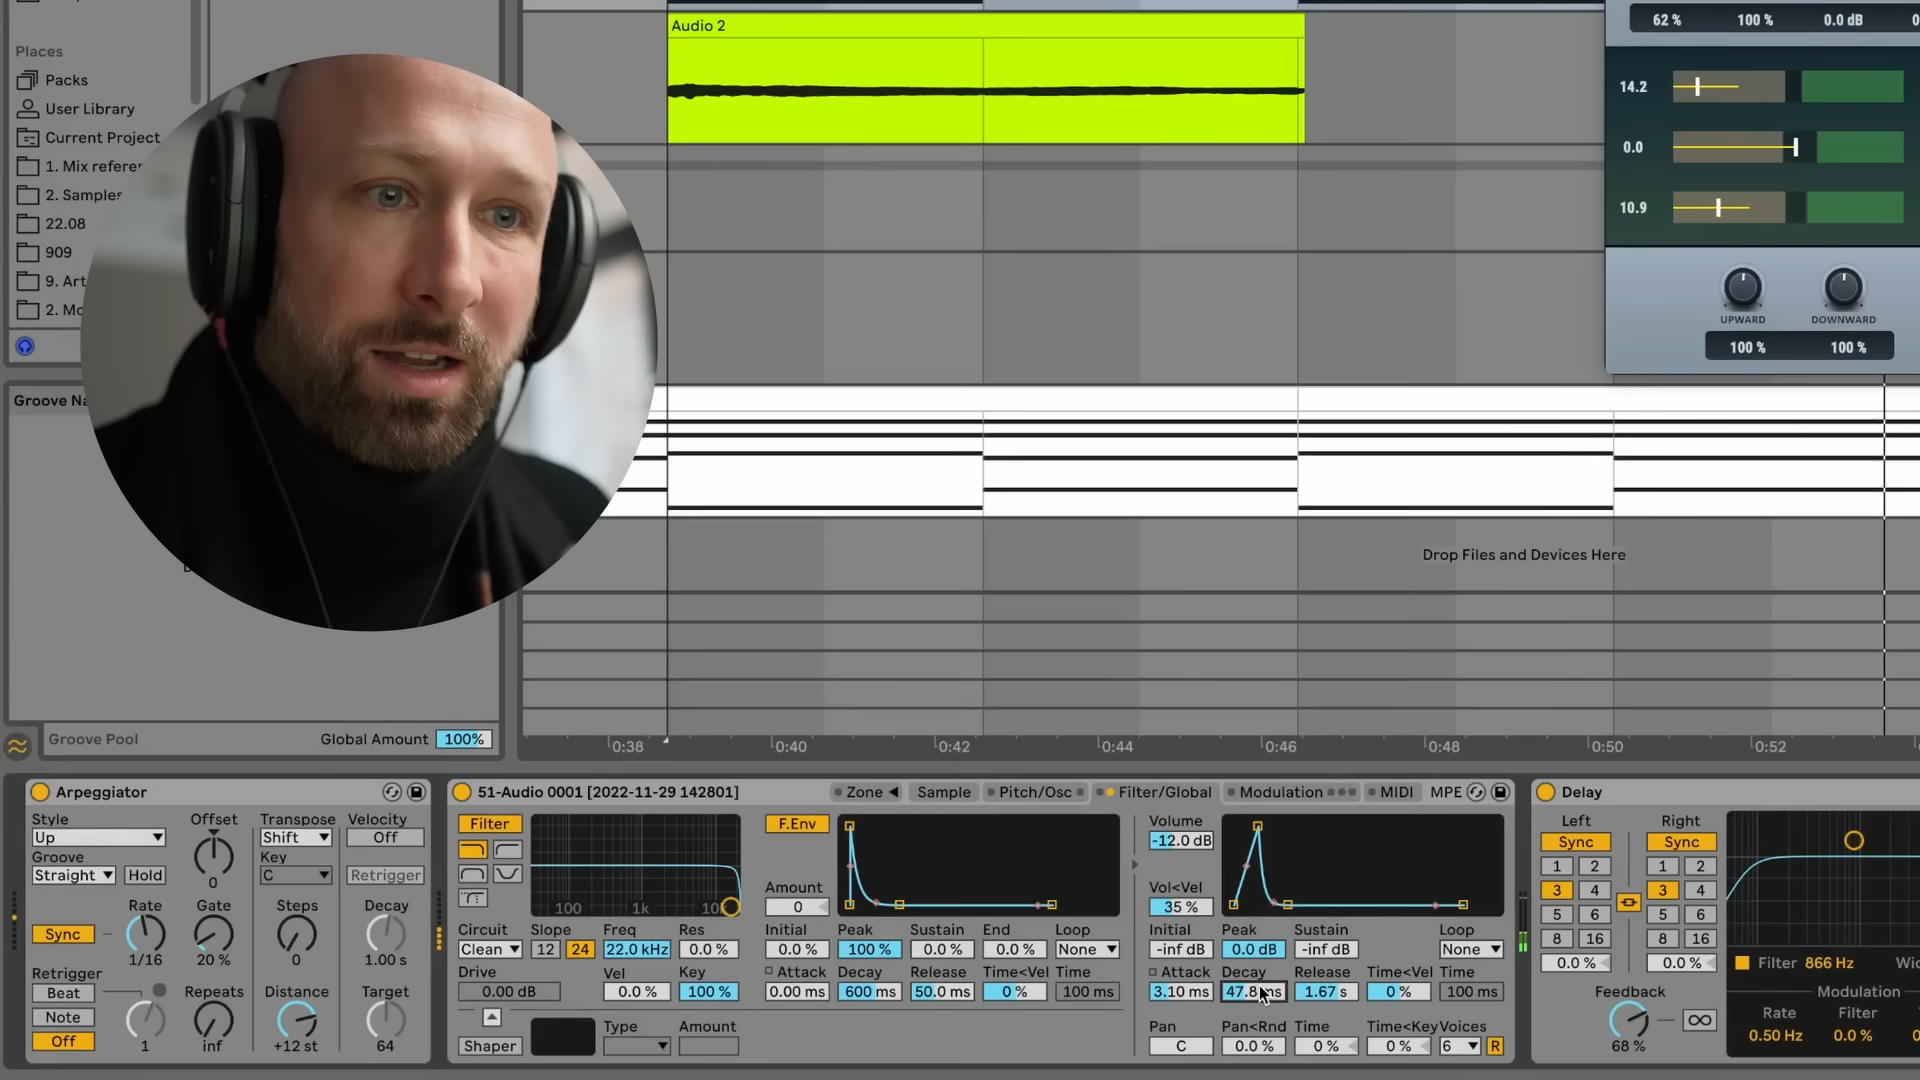 Places
Packs
User Library
Current Project
1. Mix refere
2. Samples
22.08
909
9. Art
2. Mo
Groove Na
Audio 2
62 % 100 % 0.0 dB
14.2
0.0
10.9
UPWARD DOWNWARD
100 % 100 %
Drop Files and Devices Here
Groove Pool Global Amount 100%
0:38 0:40 0:42 0:44 0:46 0:48 0:50 0:52
Arpeggiator
Style Offset Transpose Velocity
Up Shift Off
Groove Key
Straight Hold 0 C Retrigger
Rate Gate Steps Decay
Sync
1/16 20 % 0 1.00 s
Retrigger
Beat Repeats Distance Target
Note
Off 1 inf +12 st 64
51-Audio 0001 [2022-11-29 142801] Zone Sample Pitch/Osc Filter/Global Modulation MIDI MPE
Filter F.Env Volume
-12.0 dB
Amount Vol<Vel
100 1k 10k 0 35 %
Circuit Slope Freq Res Initial Peak Sustain End Loop Initial Peak Sustain Loop
Clean 12 24 22.0 kHz 0.0 % 0.0 % 100 % 0.0 % 0.0 % None -inf dB 0.0 dB -inf dB None
Drive Vel Key Attack Decay Release Time<Vel Time Attack Decay Release Time<Vel Time
0.00 dB 0.0 % 100 % 0.00 ms 600 ms 50.0 ms 0 % 100 ms 3.10 ms 47.8 ms 1.67 s 0 % 100 ms
Type Amount Pan Pan<Rnd Time Time<Key Voices
Shaper C 0.0 % 0 % 0 % 6 R
Delay
Left Right
Sync Sync
1 2 1 2
3 4 3 4
5 6 5 6
8 16 8 16
0.0 % 0.0 %
Feedback
68 %
Filter 866 Hz
Modulation
Rate Filter
0.50 Hz 0.0 %